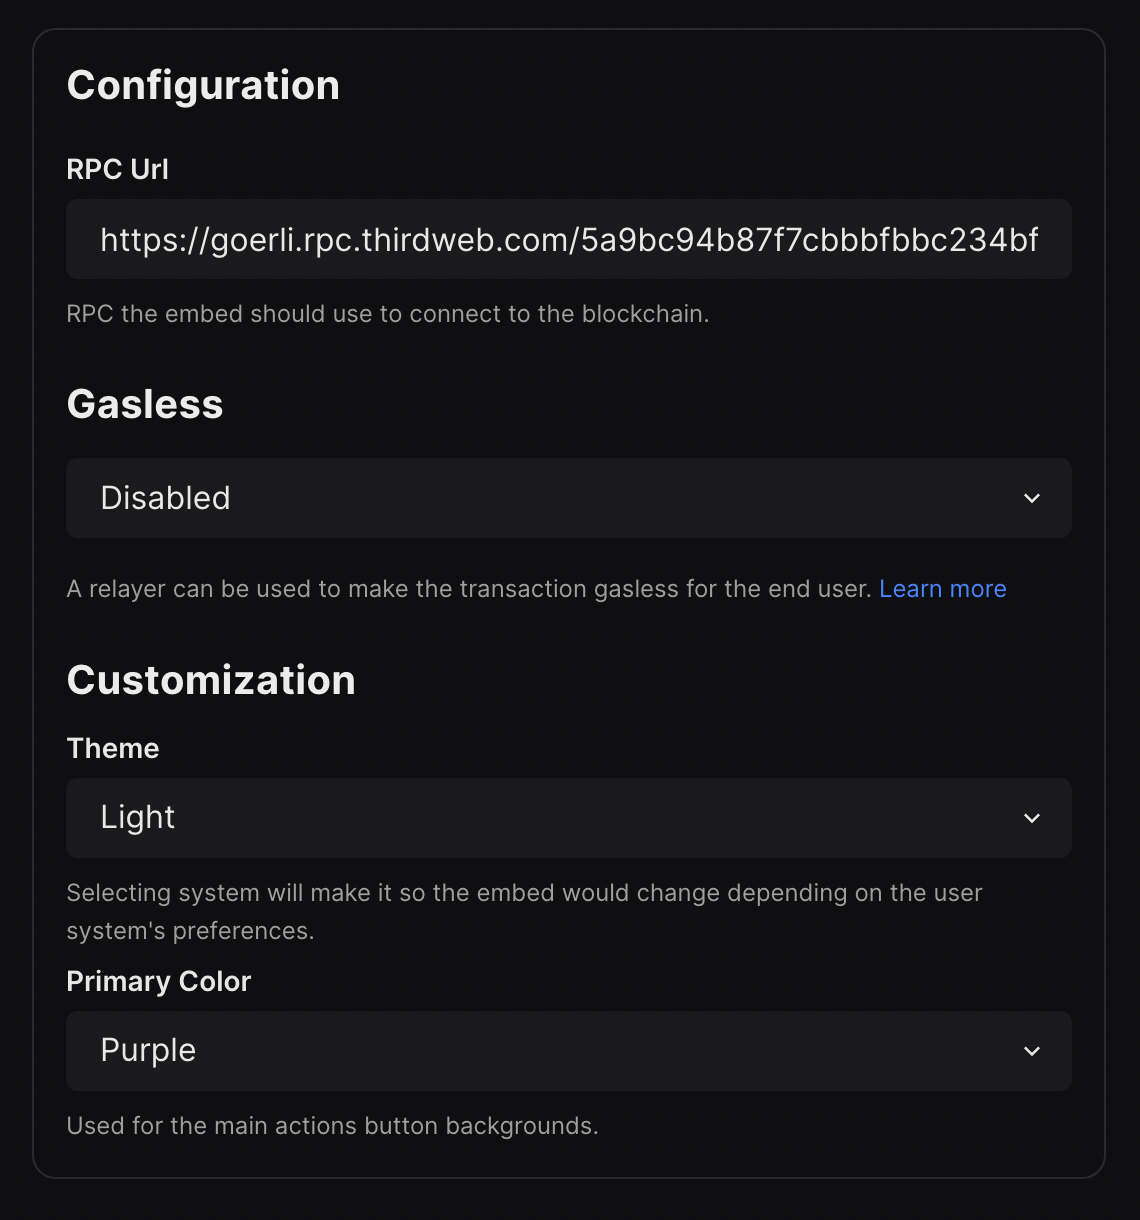 Configuration
RPC Url
https://goerli.rpc.thirdweb.com/5a9bc94b87f7cbbbfbbc234bf
RPC the embed should use to connect to the blockchain.
Gasless
Disabled
A relayer can be used to make the transaction gasless for the end user. Learn more
Customization
Theme
Light
Selecting system will make it so the embed would change depending on the user
system's preferences.
Primary Color
Purple
Used for the main actions button backgrounds.